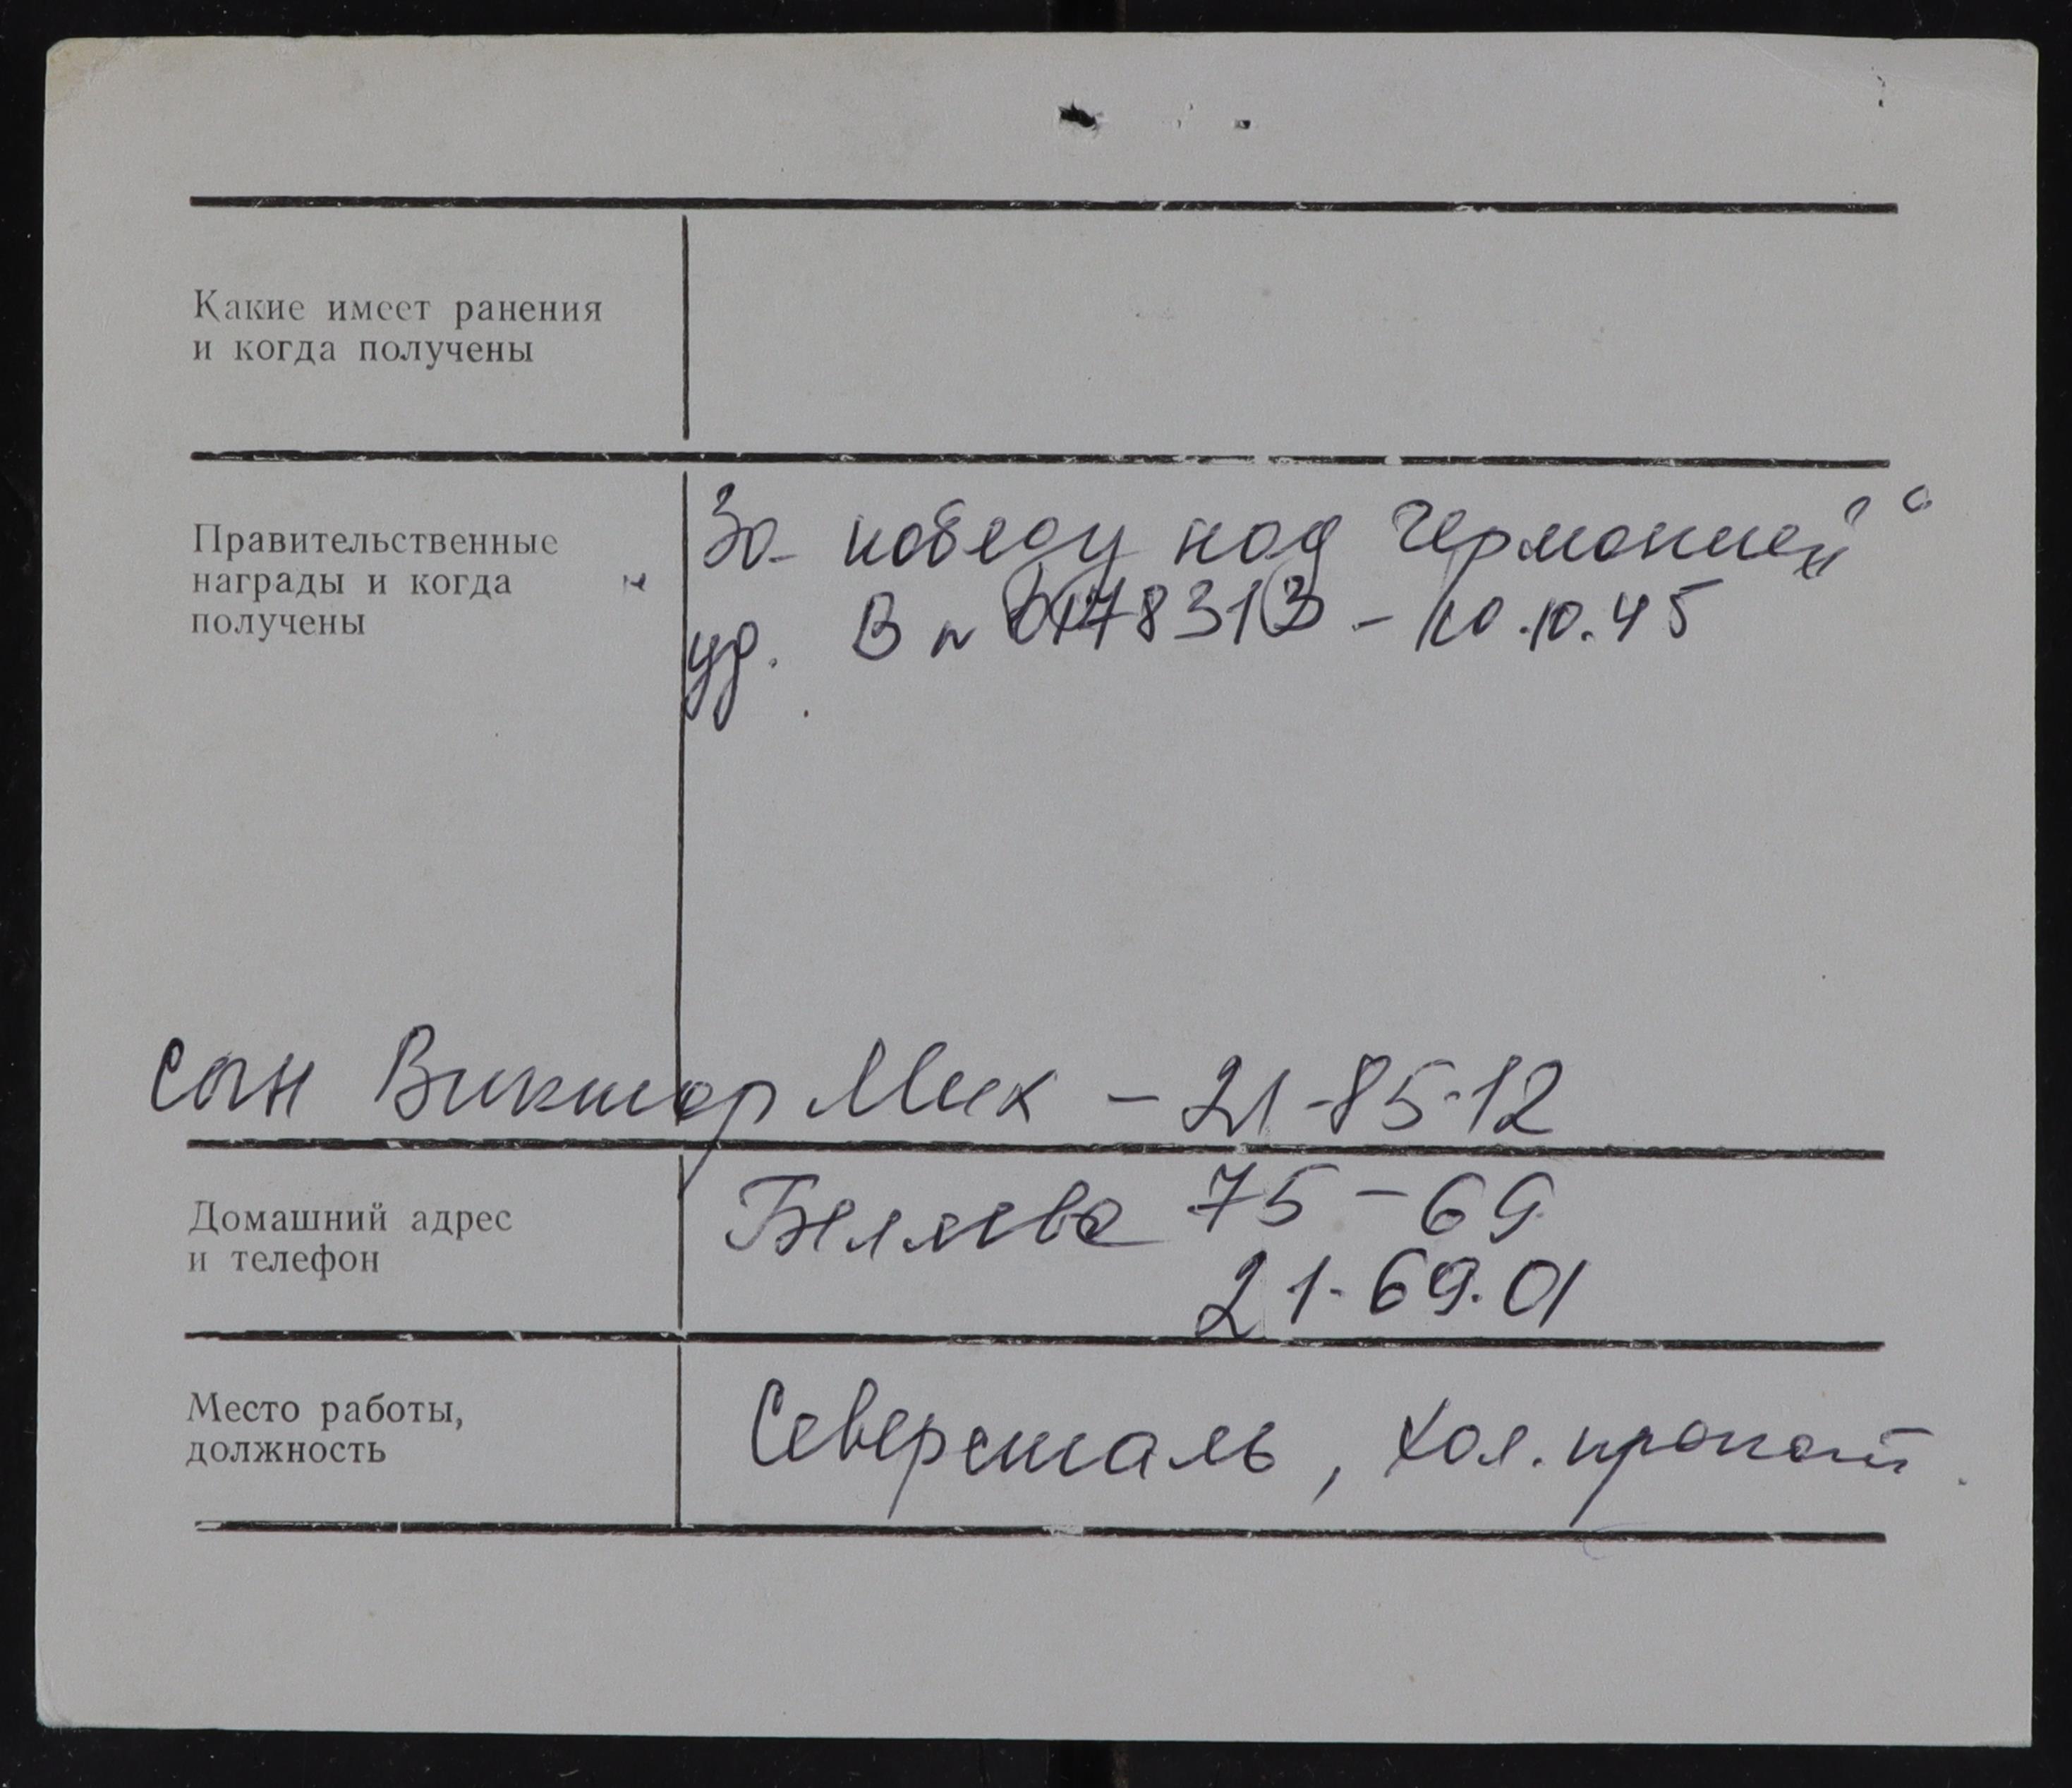 Какие имеет ранения
и когда получены
Правительственные
награды и когда
получены
„За победу над Германией“
уд. В № 0178313 - 10.10.45
сын Виктор Мих - 21-85-12
Домашний адрес
и телефон
Беляева 75-69
21-69.01
Место работы,
должность
Северсталь, хол. прокат